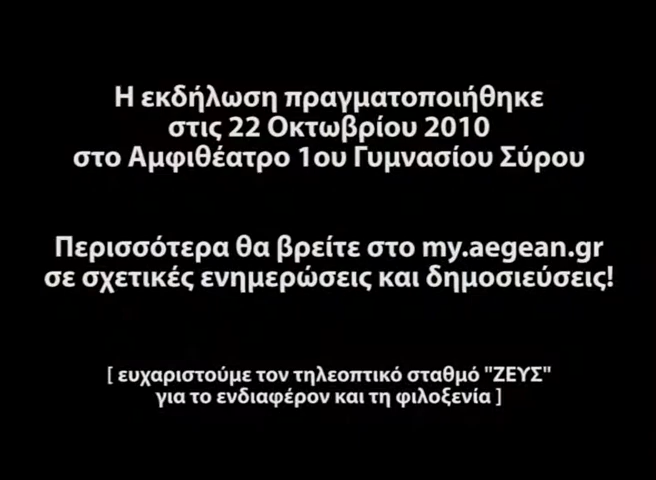 Η εκδήλωση πραγματοποιήθηκε
στις 22 Οκτωβρίου 2010
στο Αμφιθέατρο 1ου Γυμνασίου Σύρου
Περισσότερα θα βρείτε στο my.aegean.gr
σε σχετικές ενημερώσεις και δημοσιεύσεις!
[ ευχαριστούμε τον τηλεοπτικό σταθμό "ΖΕΥΣ"
για το ενδιαφέρον και τη φιλοξενία ]